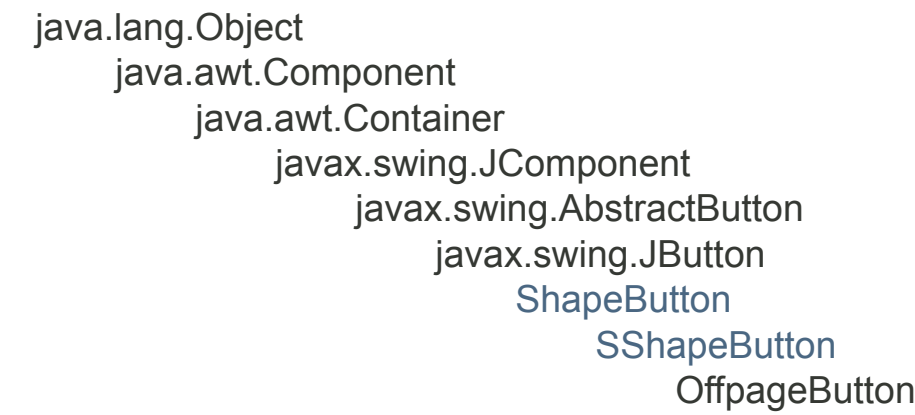 java.lang.Object
java.awt.Component
java.awt.Container
javax.swing.JComponent
javax.swing.AbstractButton
javax.swing.JButton
ShapeButton
SShapeButton
OffpageButton